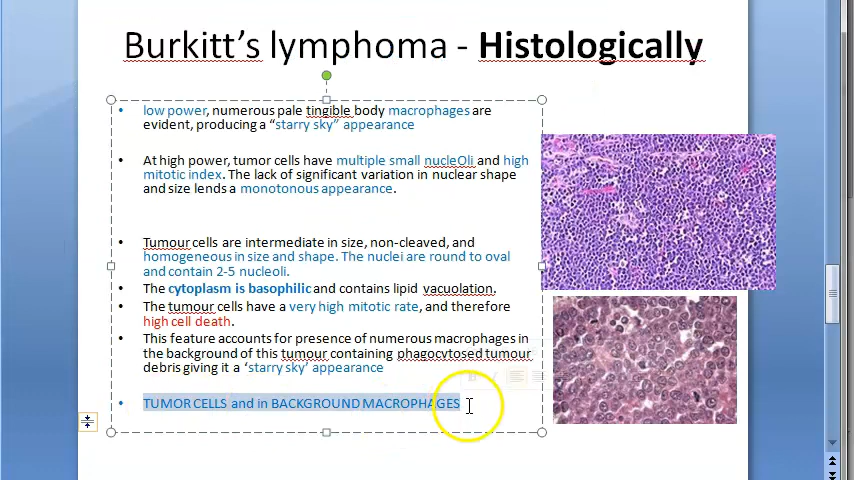 Burkitt's lymphoma - Histologically
• low power, numerous pale tingible body macrophages are
evident, producing a “starry sky” appearance
• At high power, tumor cells have multiple small nucleOli and high
mitotic index. The lack of significant variation in nuclear shape
and size lends a monotonous appearance.
• Tumour cells are intermediate in size, non-cleaved, and
homogeneous in size and shape. The nuclei are round to oval
and contain 2-5 nucleoli.
• The cytoplasm is basophilic and contains lipid vacuolation.
• The tumour cells have a very high mitotic rate, and therefore
high cell death.
• This feature accounts for presence of numerous macrophages in
the background of this tumour containing phagocytosed tumour
debris giving it a ‘starry sky’ appearance
• TUMOR CELLS and in BACKGROUND MACROPHAGES